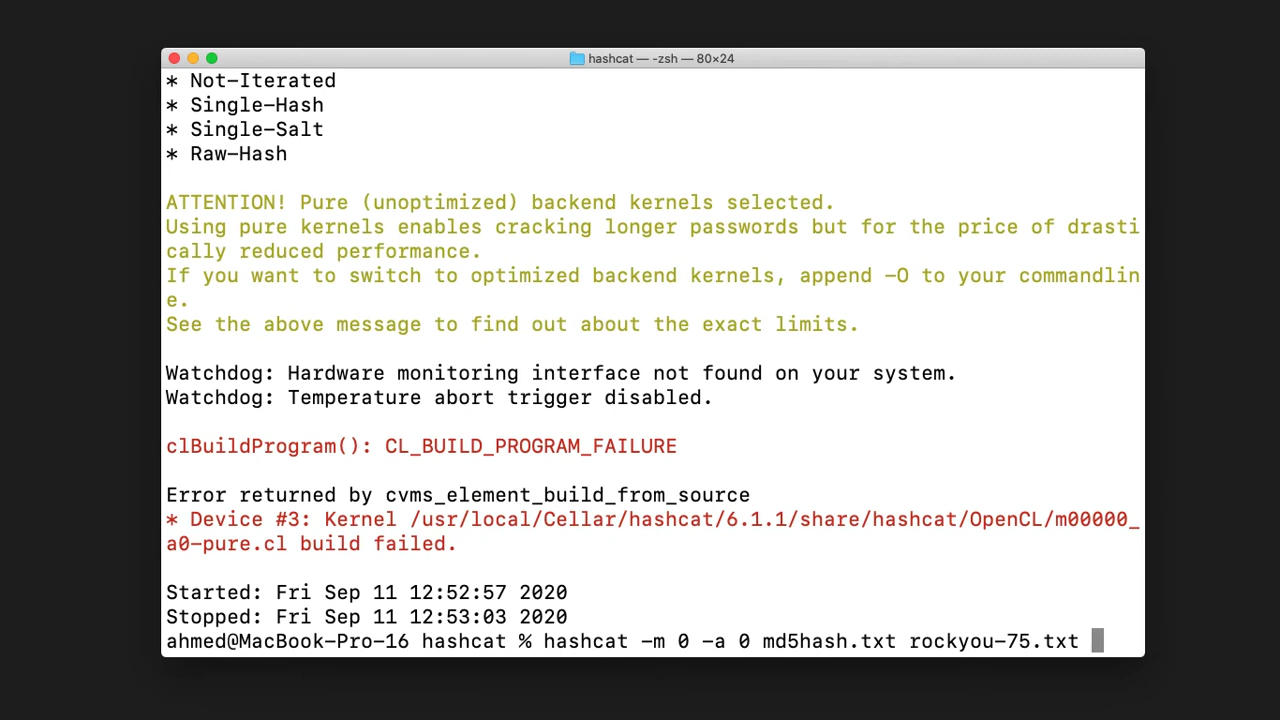 hashcat — -zsh — 80×24
* Not-Iterated
* Single-Hash
* Single-Salt
* Raw-Hash
ATTENTION! Pure (unoptimized) backend kernels selected.
Using pure kernels enables cracking longer passwords but for the price of drasti
cally reduced performance.
If you want to switch to optimized backend kernels, append -O to your commandlin
e.
See the above message to find out about the exact limits.
Watchdog: Hardware monitoring interface not found on your system.
Watchdog: Temperature abort trigger disabled.
clBuildProgram(): CL_BUILD_PROGRAM_FAILURE
Error returned by cvms_element_build_from_source
* Device #3: Kernel /usr/local/Cellar/hashcat/6.1.1/share/hashcat/OpenCL/m00000_
a0-pure.cl build failed.
Started: Fri Sep 11 12:52:57 2020
Stopped: Fri Sep 11 12:53:03 2020
ahmed@MacBook-Pro-16 hashcat % hashcat -m 0 -a 0 md5hash.txt rockyou-75.txt